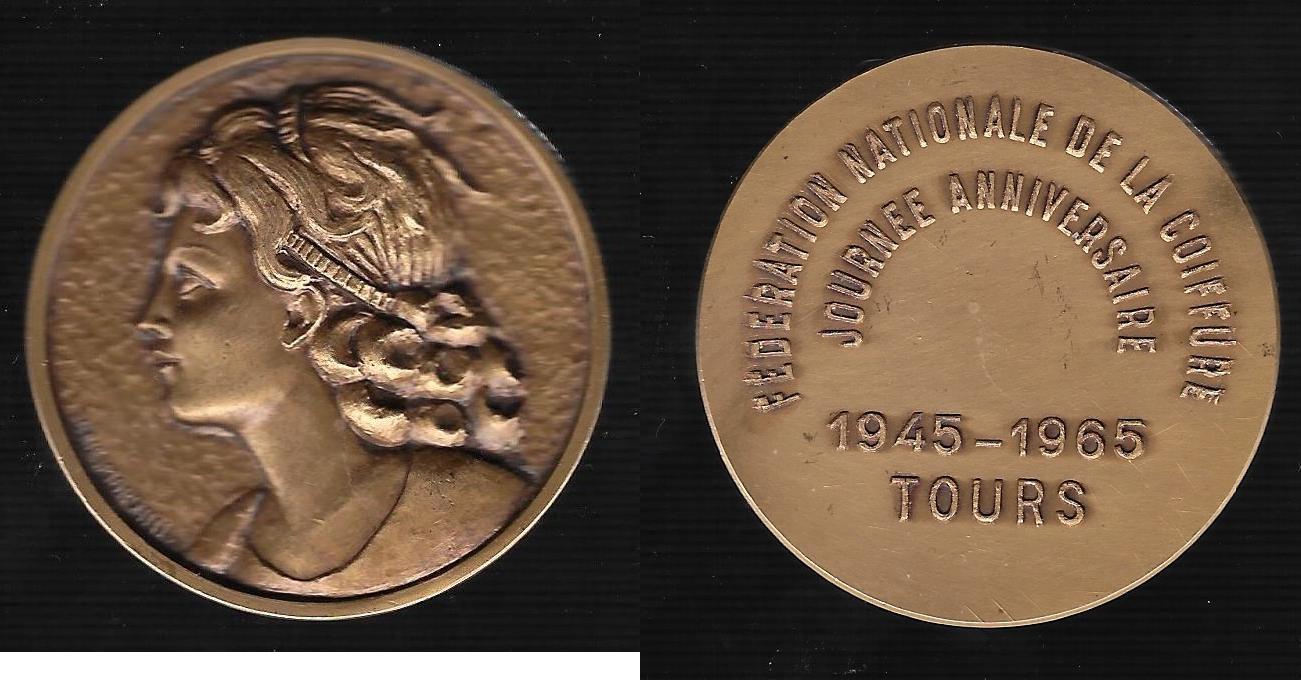 FEDERATION NATIONALE DE LA COIFFURE
JOURNEE ANNIVERSAIRE
1945-1965
TOURS